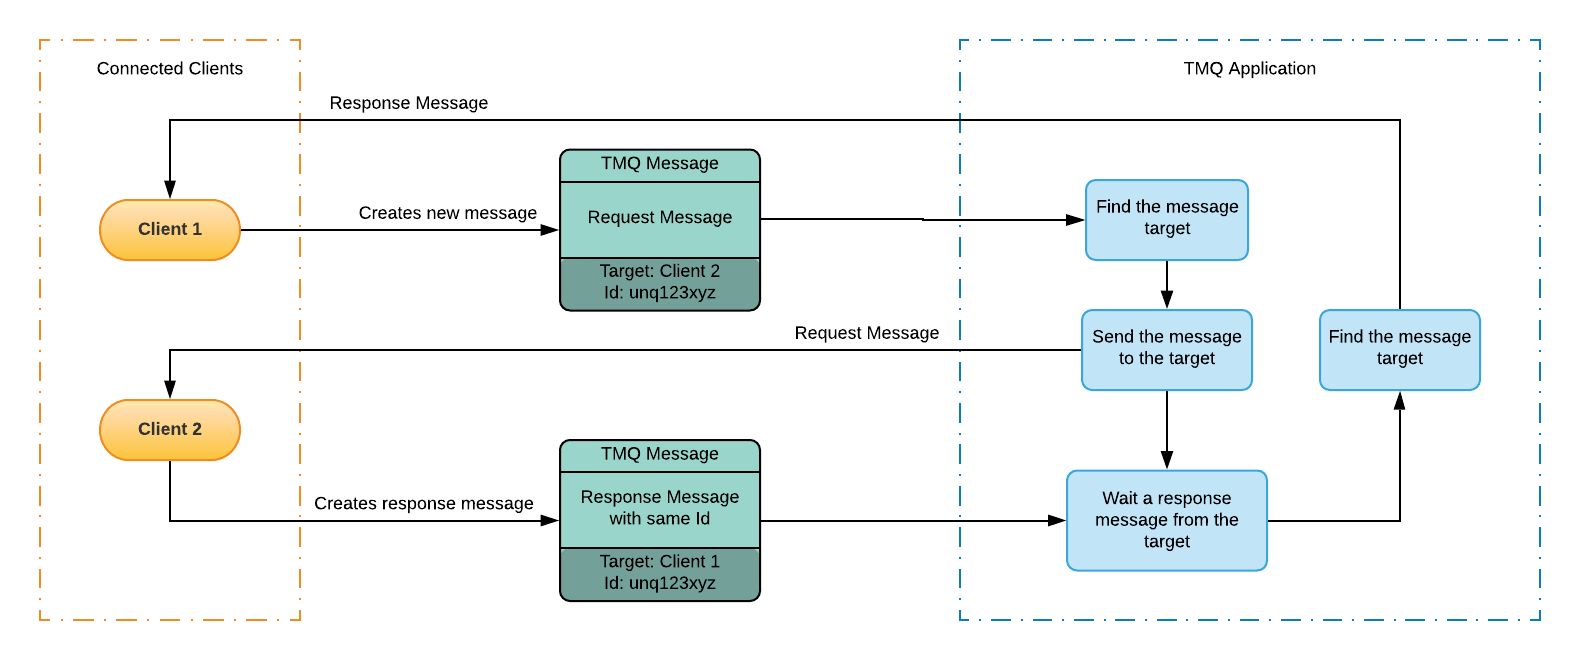 Connected Clients
TMQ Application
Response Message
TMQ Message
Client 1
Creates new message
Request Message
Find the message
target
Target: Client 2
Id: unq123xyz
Request Message
Send the message
to the target
Find the message
target
Client 2
TMQ Message
Creates response message
Response Message
with same Id
Wait a response
message from the
target
Target: Client 1
Id: unq123xyz